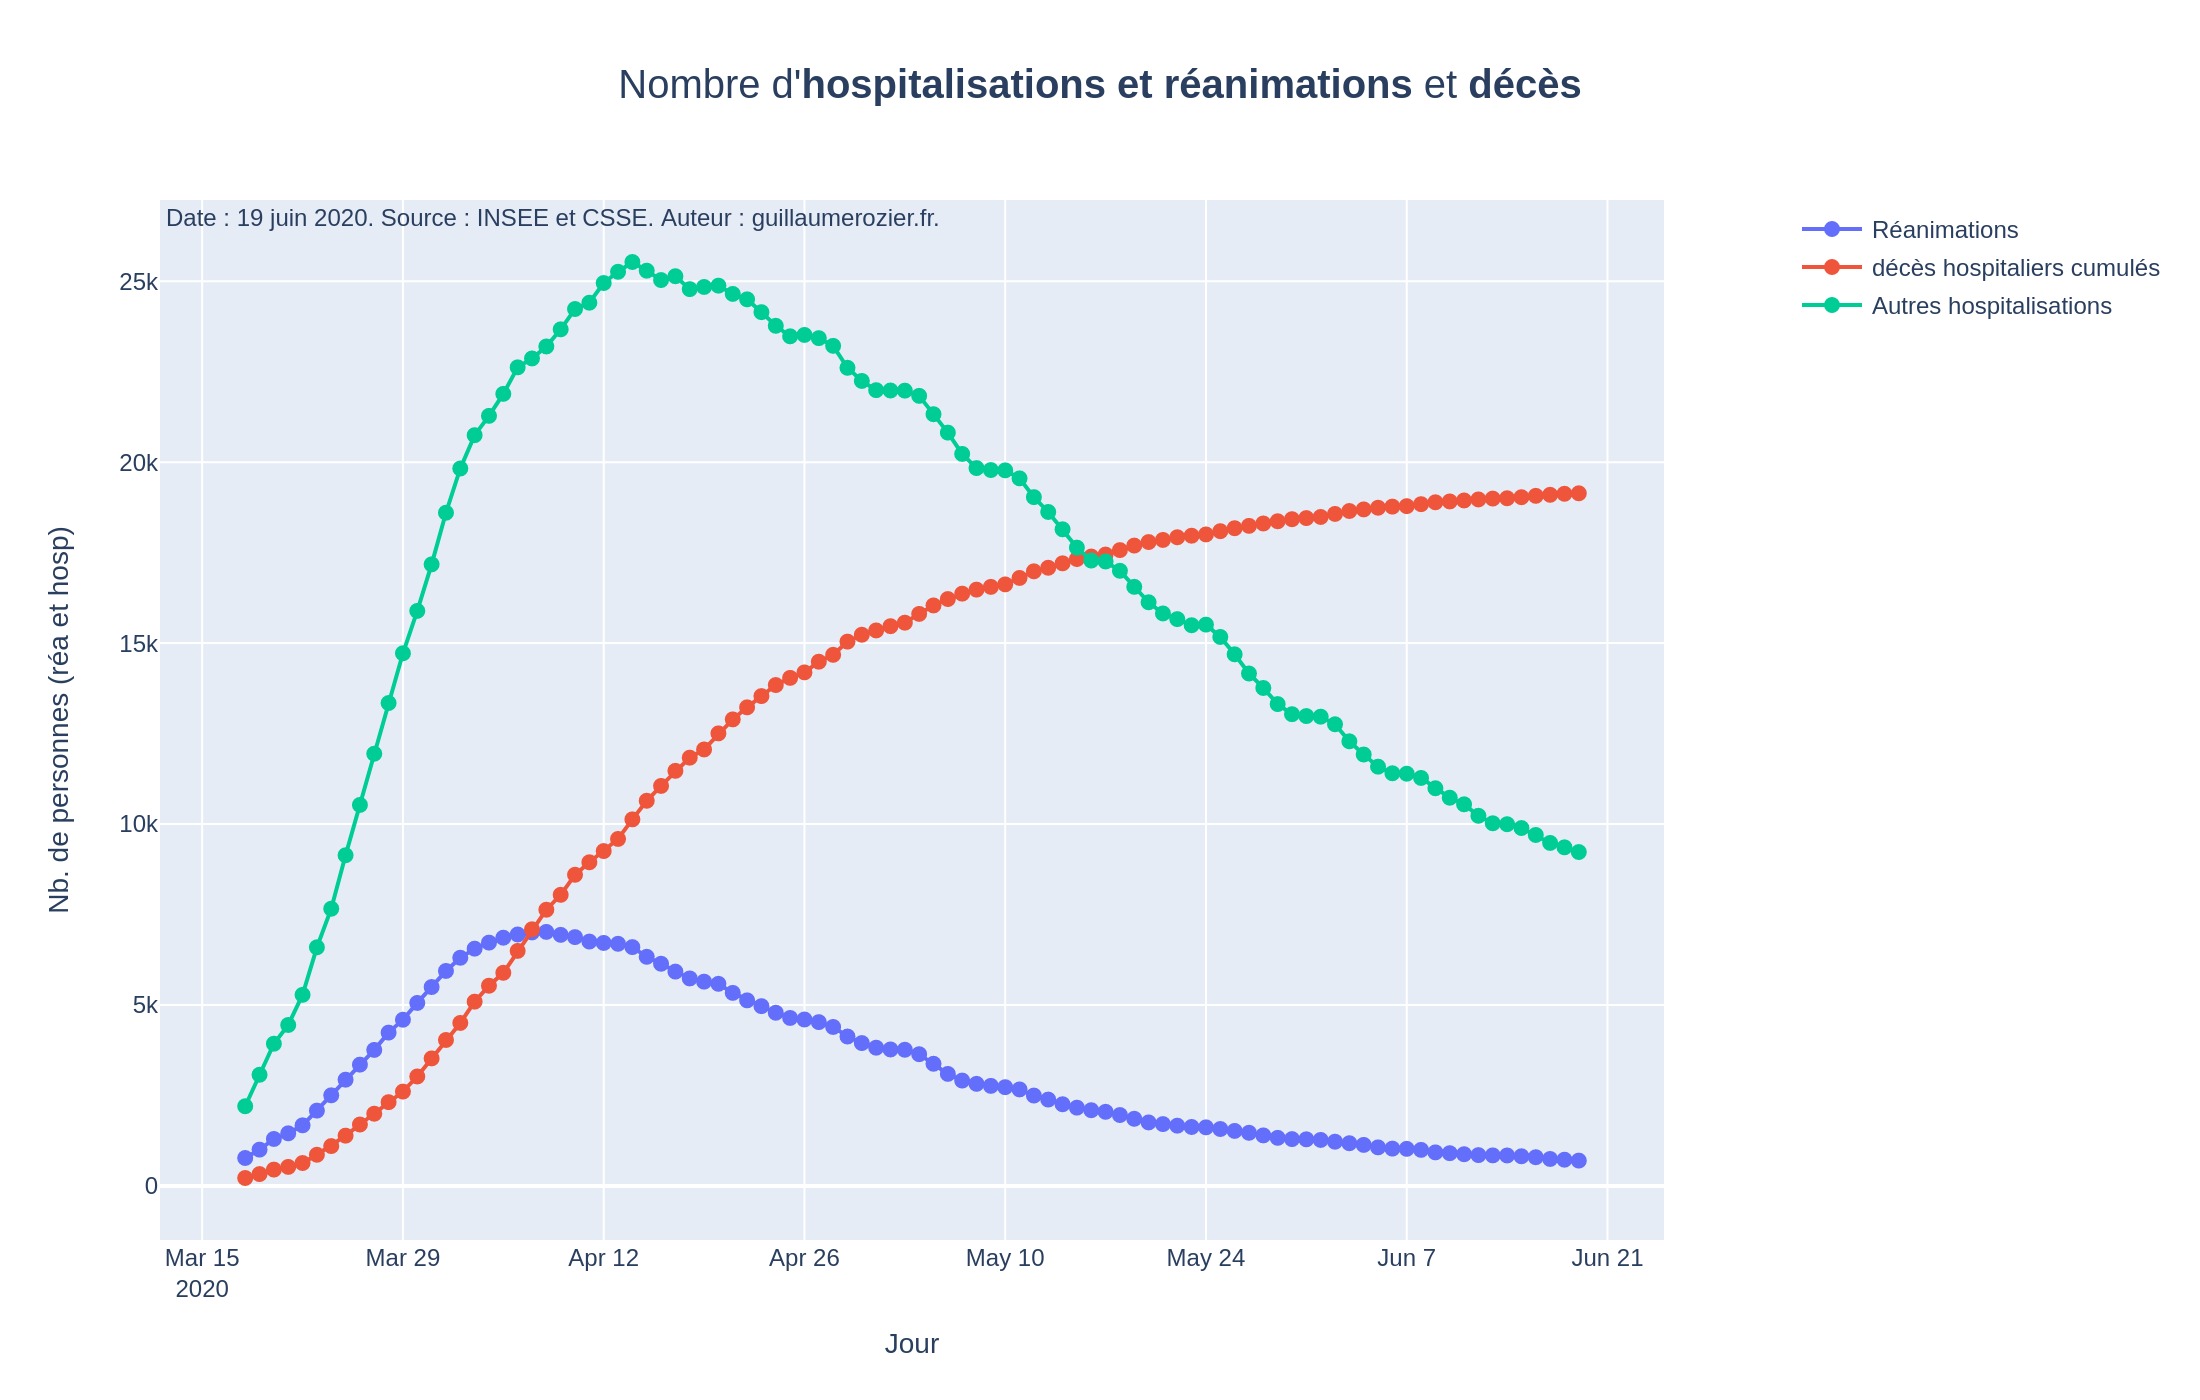 Nombre d'hospitalisations et réanimations et décès
Date : 19 juin 2020. Source : INSEE et CSSE. Auteur : guillaumerozier.fr.
Réanimations
décès hospitaliers cumulés
Autres hospitalisations
25k
20k
15k
10k
5k
0
Nb. de personnes (réa et hosp)
Mar 15 Mar 29 Apr 12 Apr 26 May 10 May 24 Jun 7 Jun 21
2020
Jour